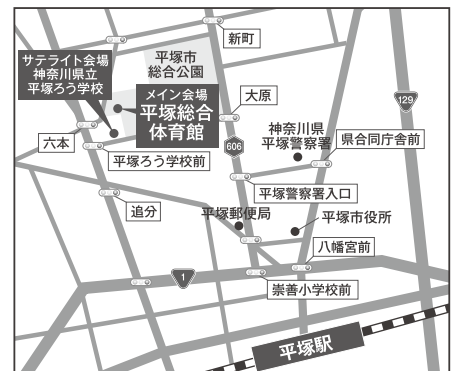 新町
サテライト会場
神奈川県立
平塚ろう学校
平塚市
総合公園
メイン会場
平塚総合
体育館
大原
129
六本
606
神奈川県
平塚警察署
県合同庁舎前
平塚ろう学校前
平塚警察署入口
追分
平塚郵便局
平塚市役所
八幡宮前
1
崇善小学校前
平塚駅